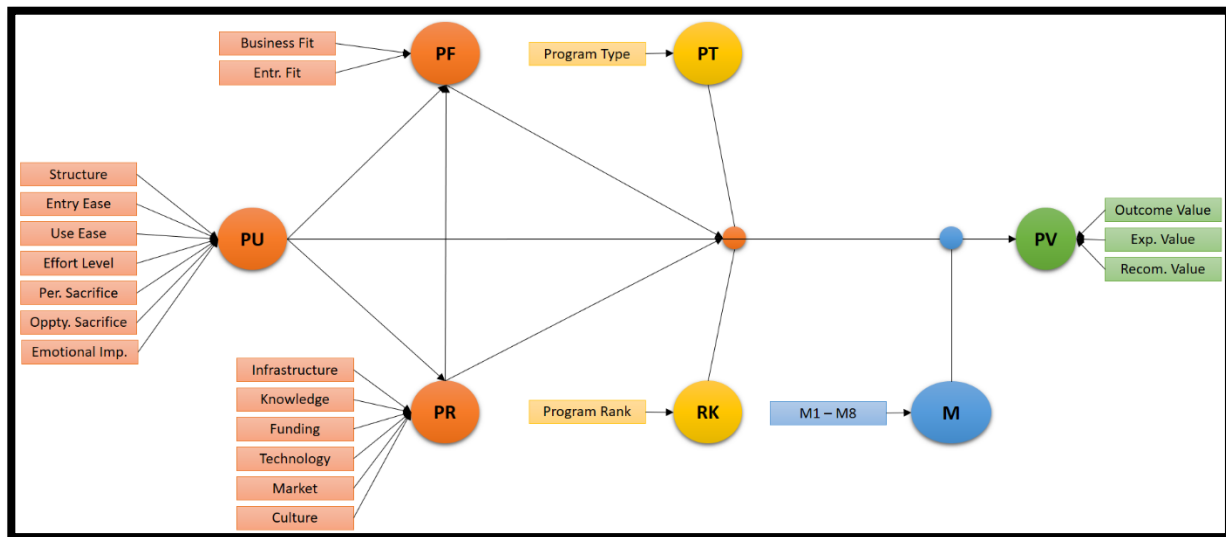 Business Fit
Entr. Fit
PF
Program Type
PT
Structure
Entry Ease
Use Ease
Effort Level
Per. Sacrifice
Oppty. Sacrifice
Emotional Imp.
PU
PV
Outcome Value
Exp. Value
Recom. Value
Infrastructure
Knowledge
Funding
Technology
Market
Culture
PR
Program Rank
RK
M1 – M8
M